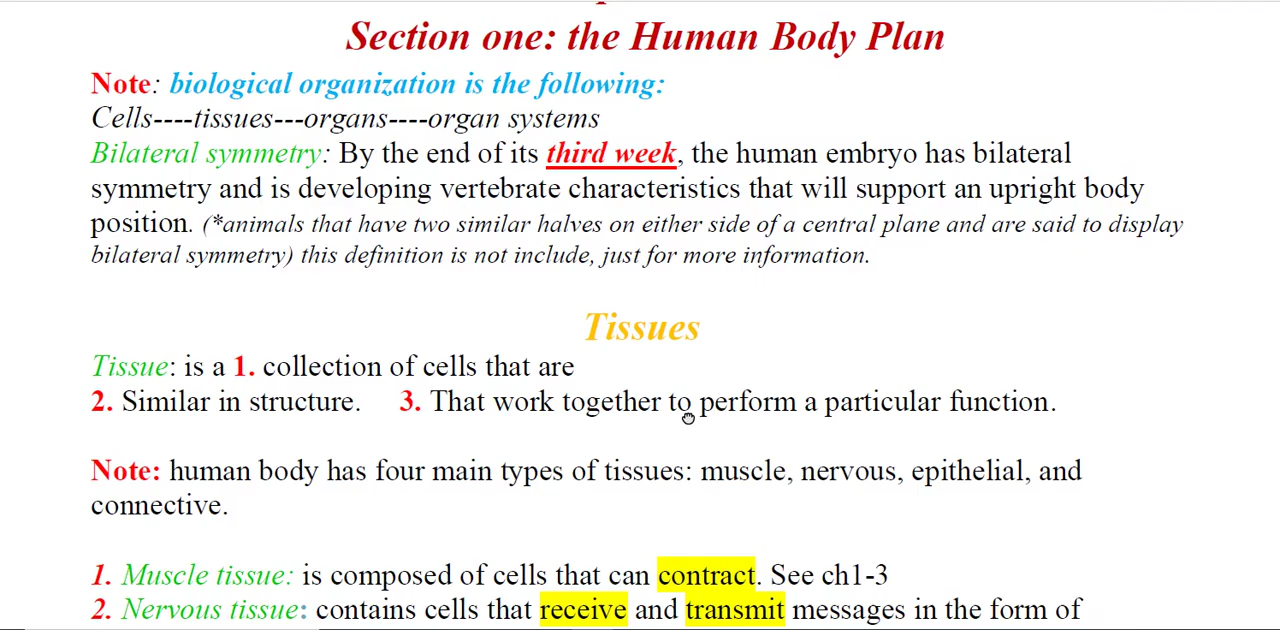 Section one: the Human Body Plan
Note: biological organization is the following:
Cells----tissues---organs----organ systems
Bilateral symmetry: By the end of its third week, the human embryo has bilateral
symmetry and is developing vertebrate characteristics that will support an upright body
position. (*animals that have two similar halves on either side of a central plane and are said to display
bilateral symmetry) this definition is not include, just for more information.
Tissues
Tissue: is a 1. collection of cells that are
2. Similar in structure. 3. That work together to perform a particular function.
Note: human body has four main types of tissues: muscle, nervous, epithelial, and
connective.
1. Muscle tissue: is composed of cells that can contract. See ch1-3
2. Nervous tissue: contains cells that receive and transmit messages in the form of